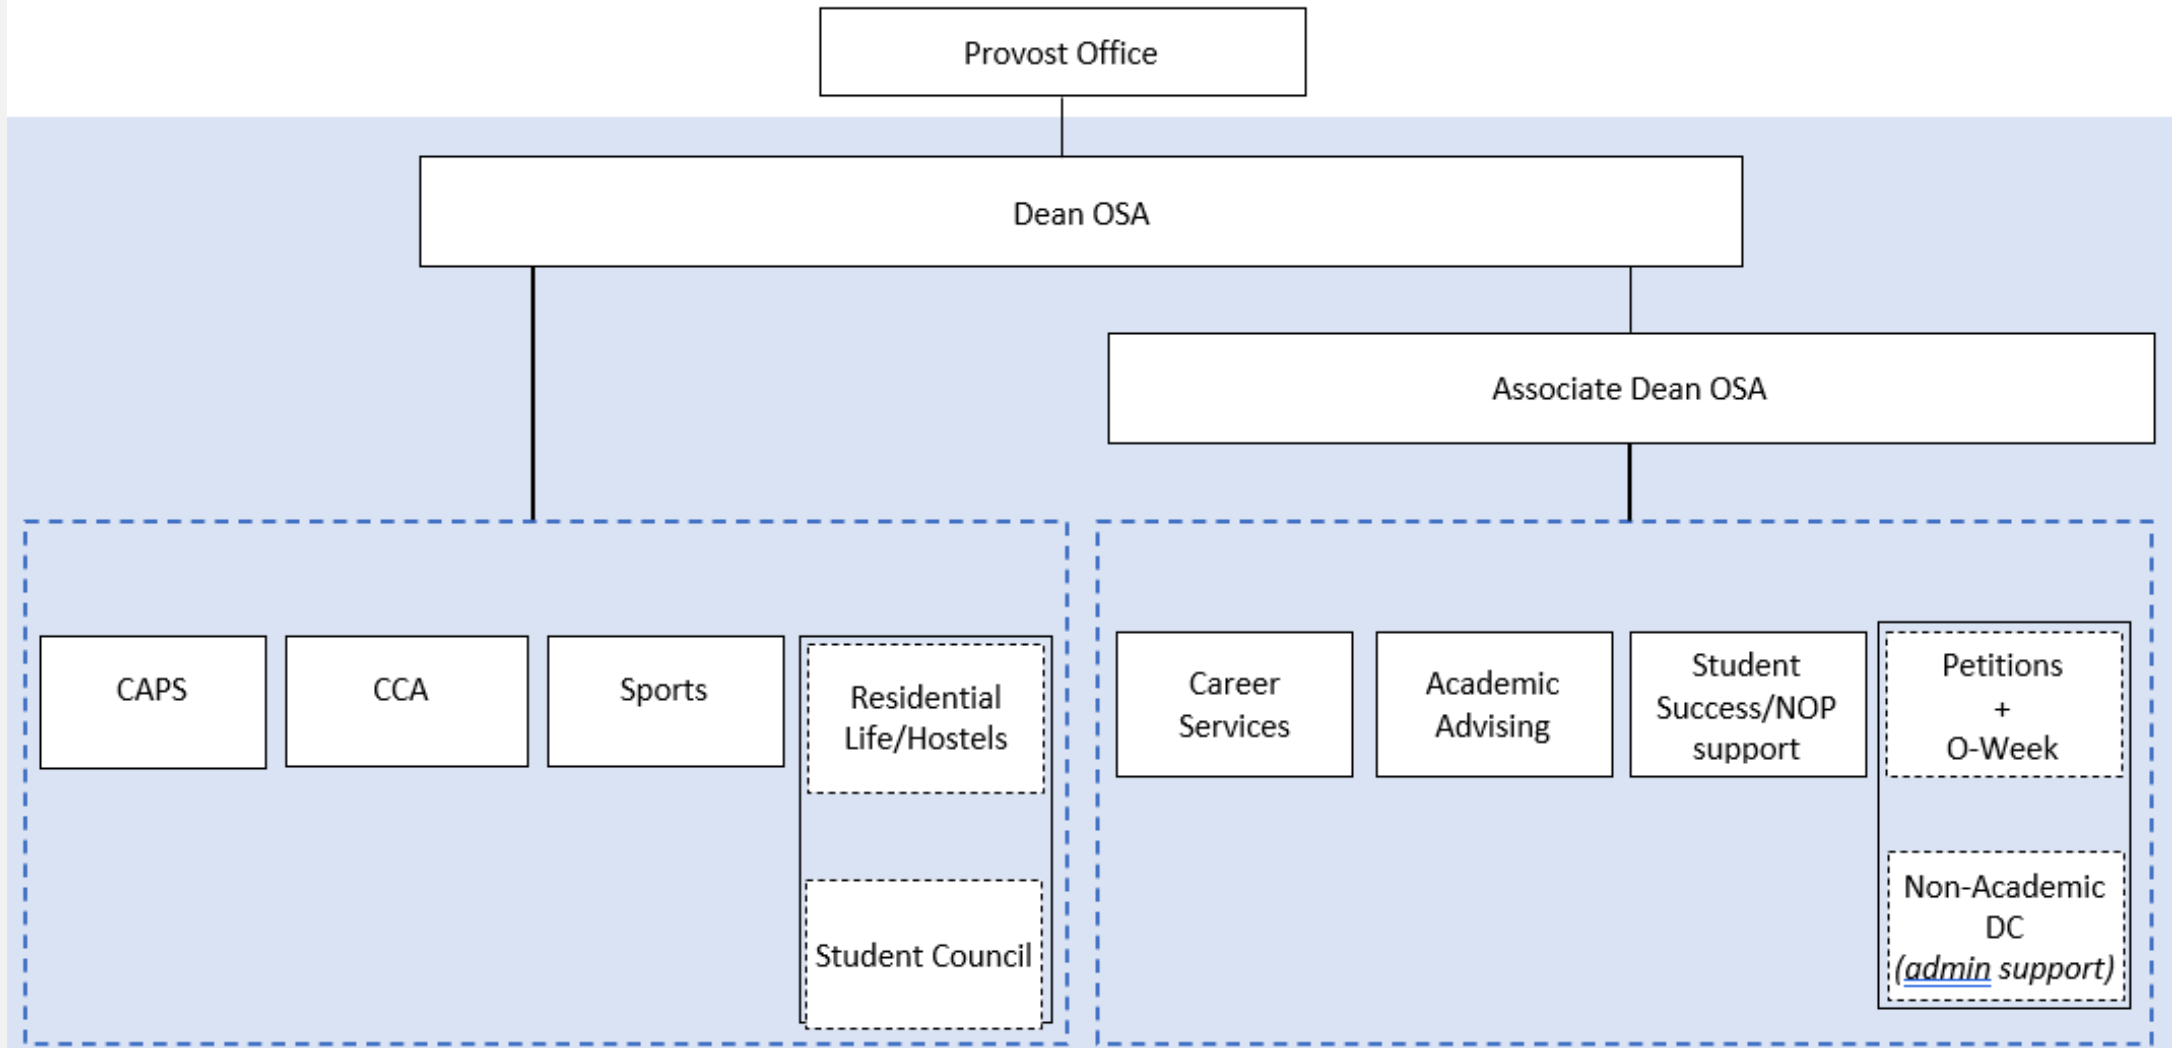 Provost Office
Dean OSA
Associate Dean OSA
CAPS
CCA
Sports
Residential
Life/Hostels
Student Council
Career
Services
Academic
Advising
Student
Success/NOP
support
Petitions
+
O-Week
Non-Academic
DC
(admin support)